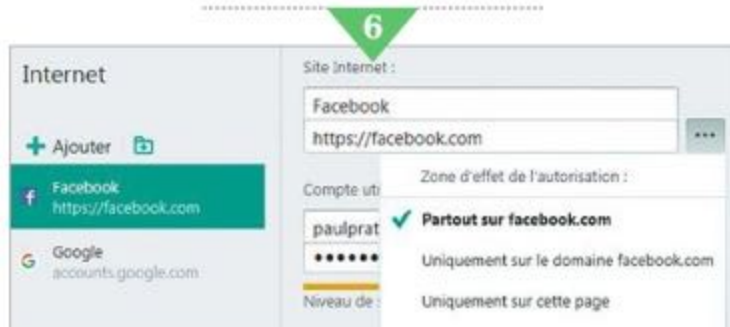 6
Internet
Ajouter
Facebook
https://facebook.com
Google
accounts.google.com
Site Internet :
Facebook
https://facebook.com
Compte uti
paulprat
Niveau de
Zone d'effet de l'autorisation :
Partout sur facebook.com
Uniquement sur le domaine facebook.com
Uniquement sur cette page